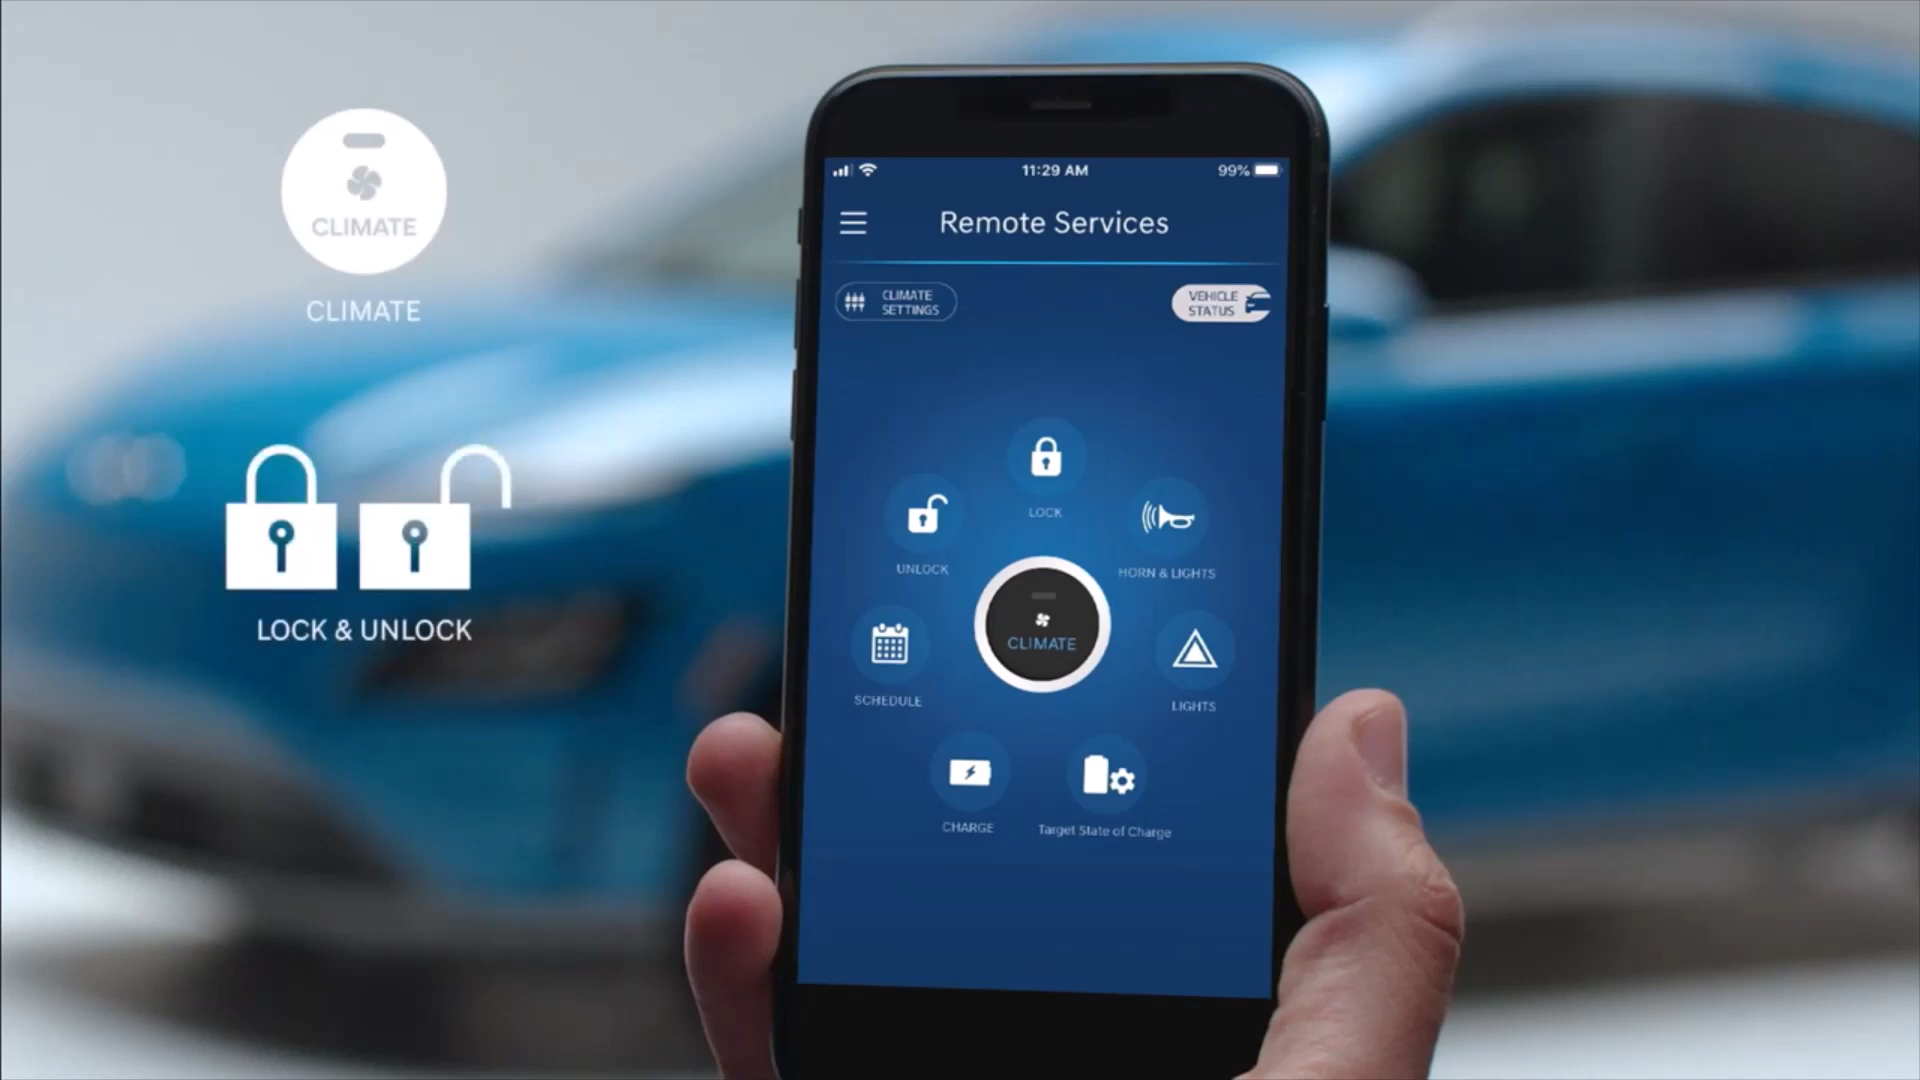 CLIMATE
CLIMATE
LOCK & UNLOCK
11:29 AM
99%
Remote Services
CLIMATE
SETTINGS
VEHICLE
STATUS
LOCK
UNLOCK
HORN & LIGHTS
CLIMATE
SCHEDULE
LIGHTS
CHARGE
Target State of Charge